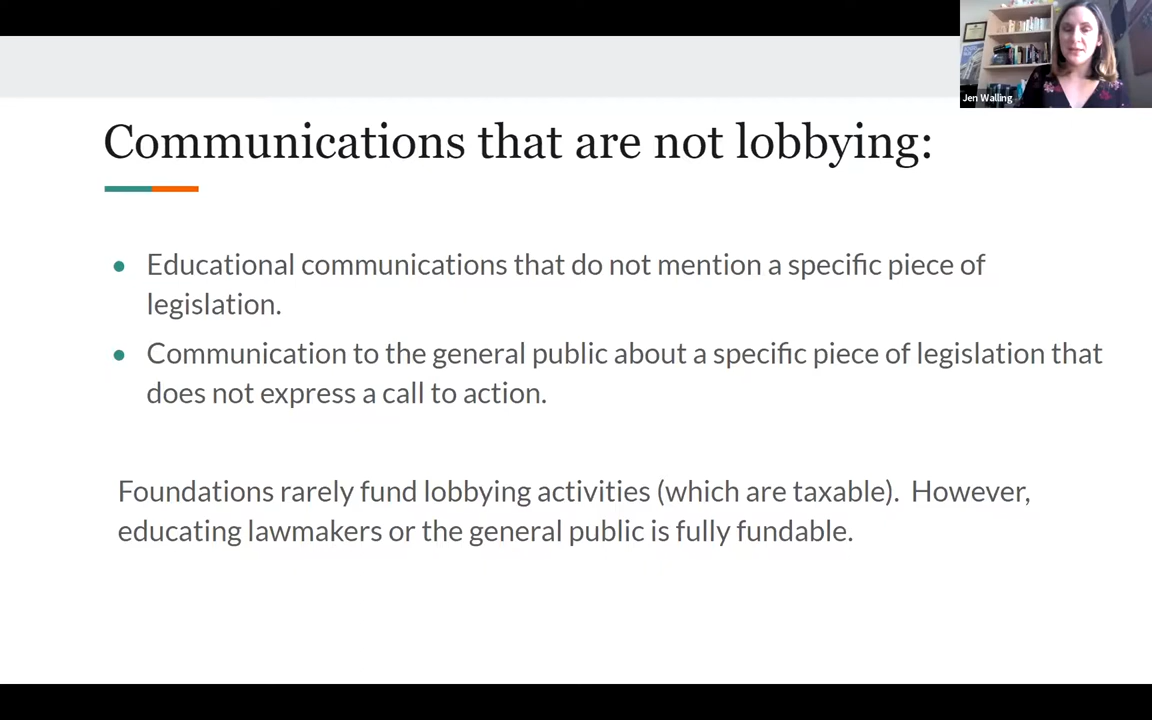 Jen Walling
Communications that are not lobbying:
• Educational communications that do not mention a specific piece of
legislation.
• Communication to the general public about a specific piece of legislation that
does not express a call to action.
Foundations rarely fund lobbying activities (which are taxable).  However,
educating lawmakers or the general public is fully fundable.